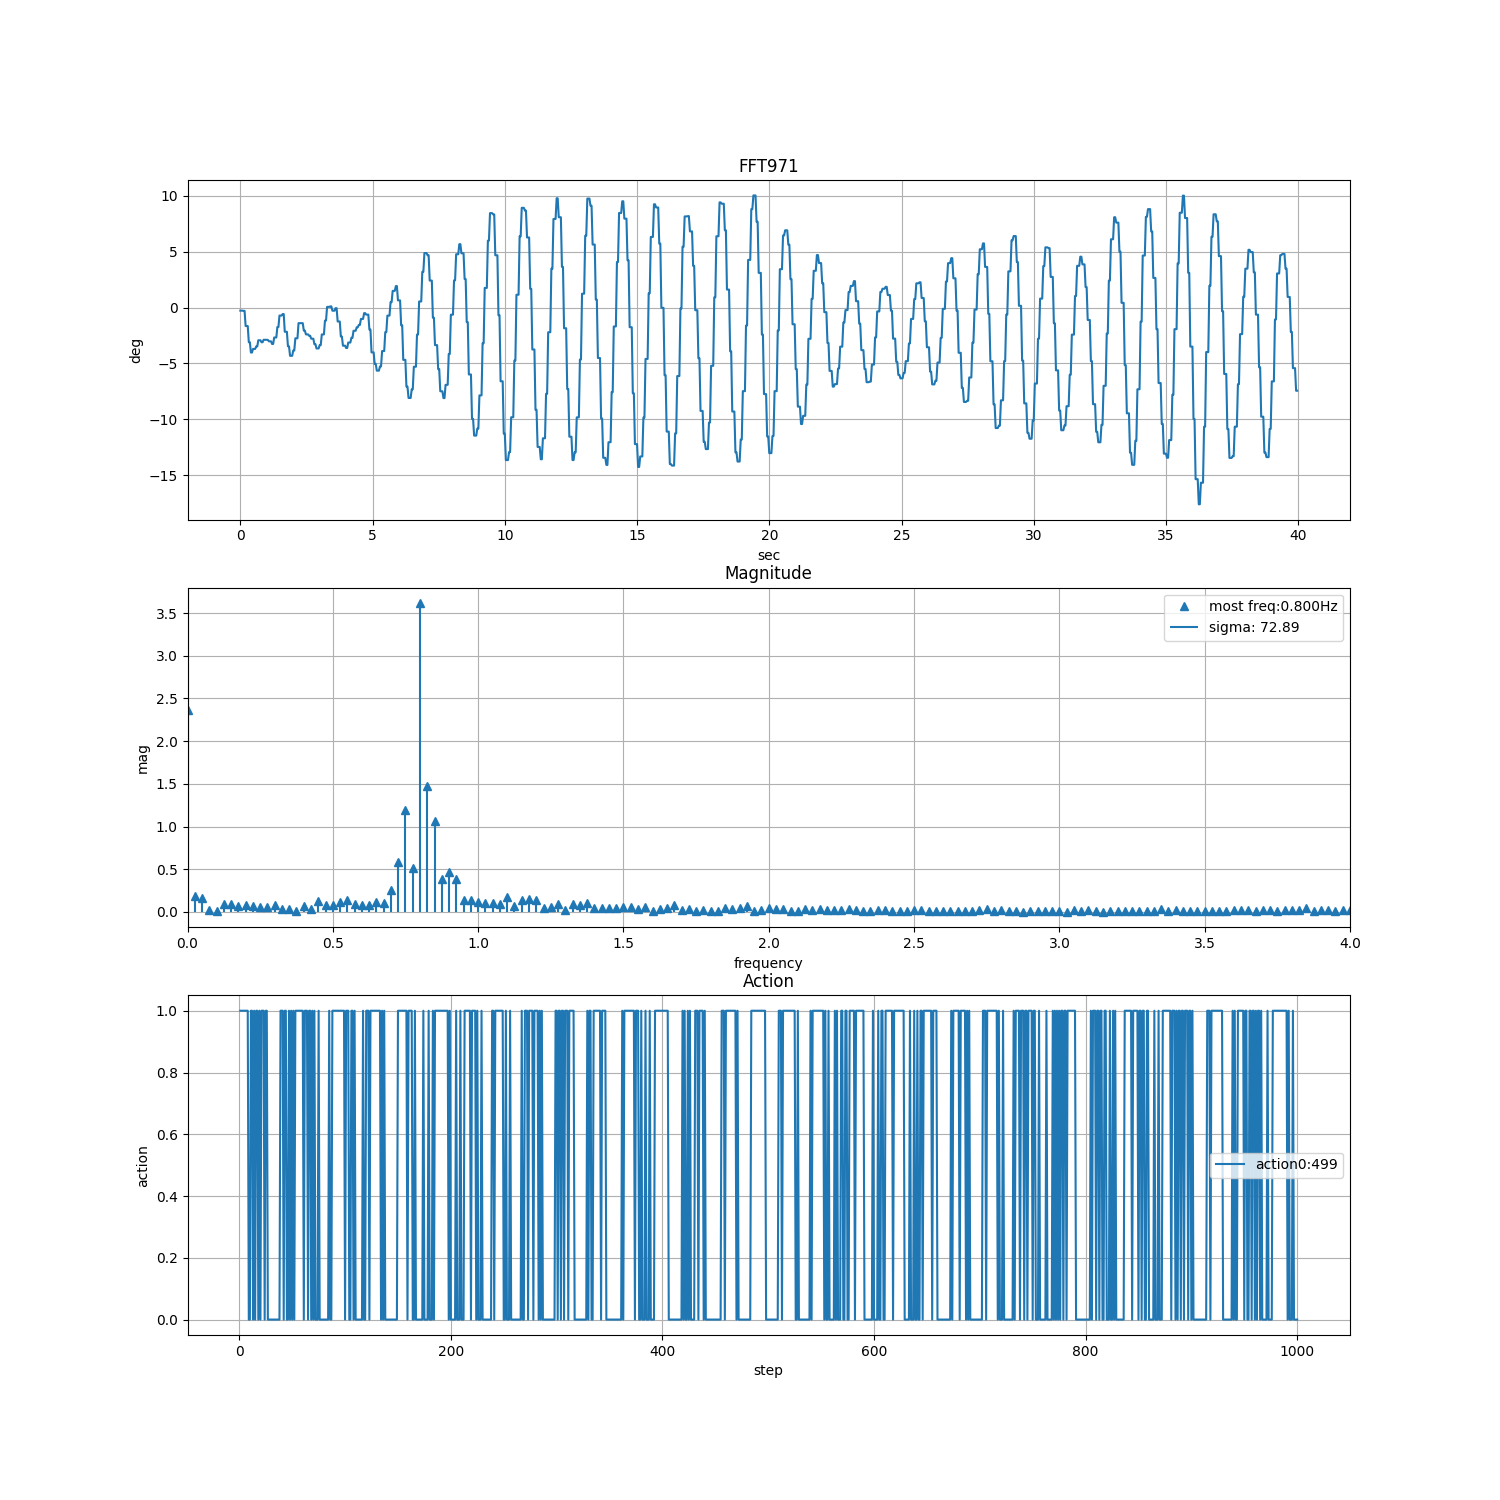 FFT971
10
5
0
−5
−10
−15
deg
0 5 10 15 20 25 30 35 40
sec
Magnitude
3.5
3.0
2.5
2.0
1.5
1.0
0.5
0.0
mag
most freq:0.800Hz
sigma: 72.89
0.0 0.5 1.0 1.5 2.0 2.5 3.0 3.5 4.0
frequency
Action
1.0
0.8
0.6
0.4
0.2
0.0
action
action0:499
0 200 400 600 800 1000
step